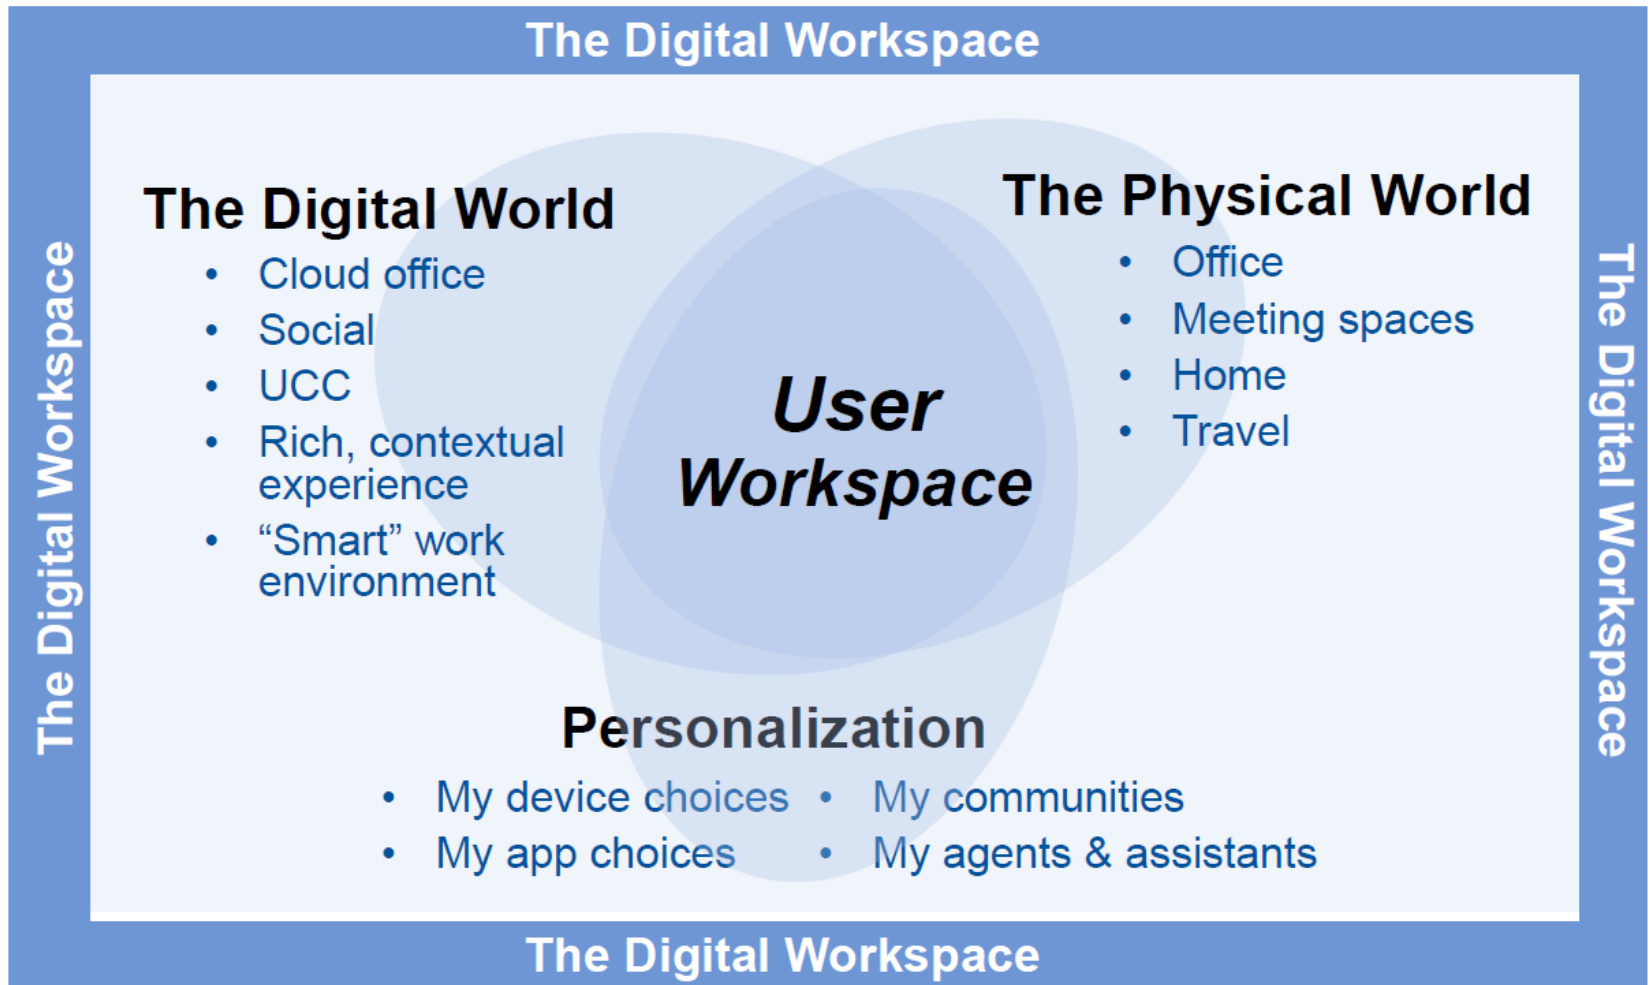 The Digital Workspace
The Digital Workspace
The Digital World
• Cloud office
• Social
• UCC
• Rich, contextual
experience
• “Smart” work
environment
The Physical World
• Office
• Meeting spaces
• Home
• Travel
User
Workspace
Personalization
• My device choices
• My app choices
• My communities
• My agents & assistants
The Digital Workspace
The Digital Workspace